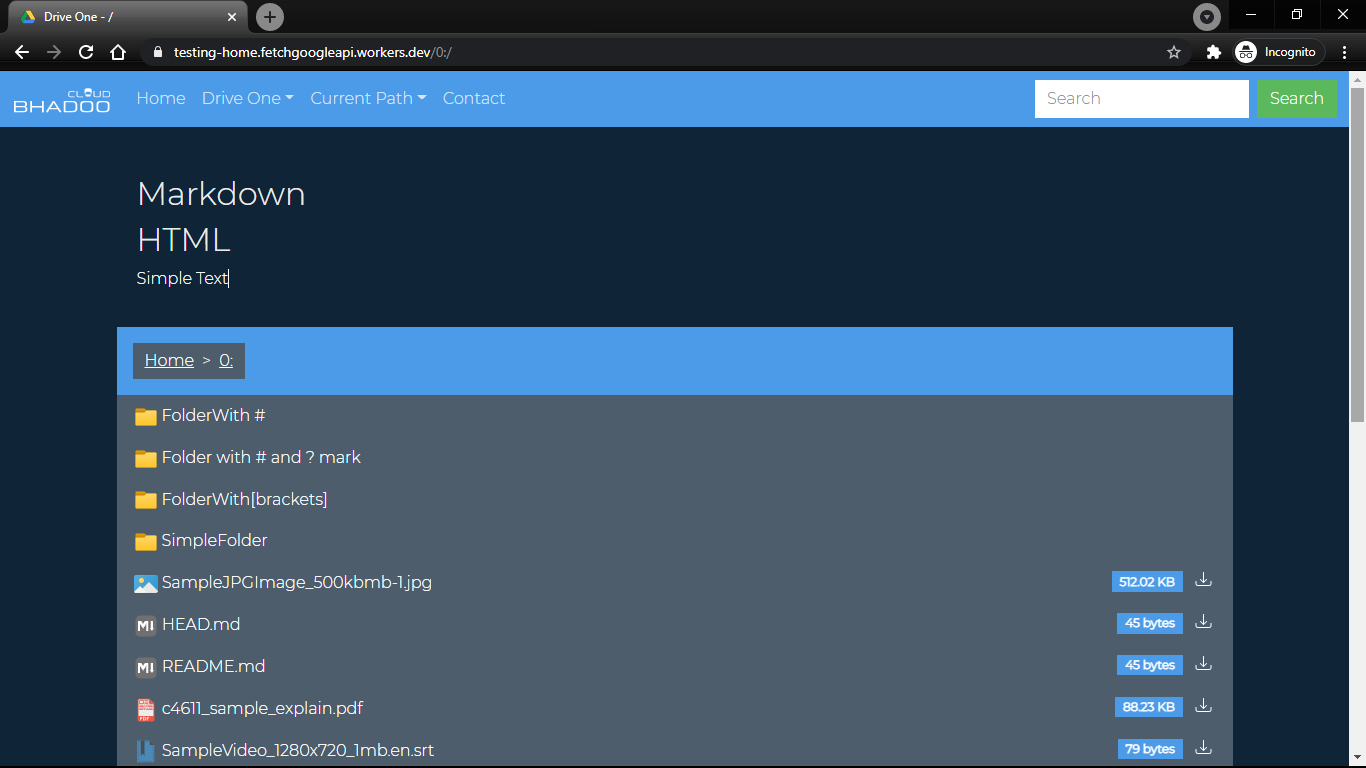 Drive One - /
testing-home.fetchgoogleapi.workers.dev/0:/
Incognito
CLOUD
BHADOO
Home
Drive One
Current Path
Contact
Search
Search
Markdown
HTML
Simple Text
Home > 0:
FolderWith #
Folder with # and ? mark
FolderWith[brackets]
SimpleFolder
SampleJPGImage_500kbmb-1.jpg 512.02 KB
HEAD.md 45 bytes
README.md 45 bytes
c4611_sample_explain.pdf 88.23 KB
SampleVideo_1280x720_1mb.en.srt 79 bytes